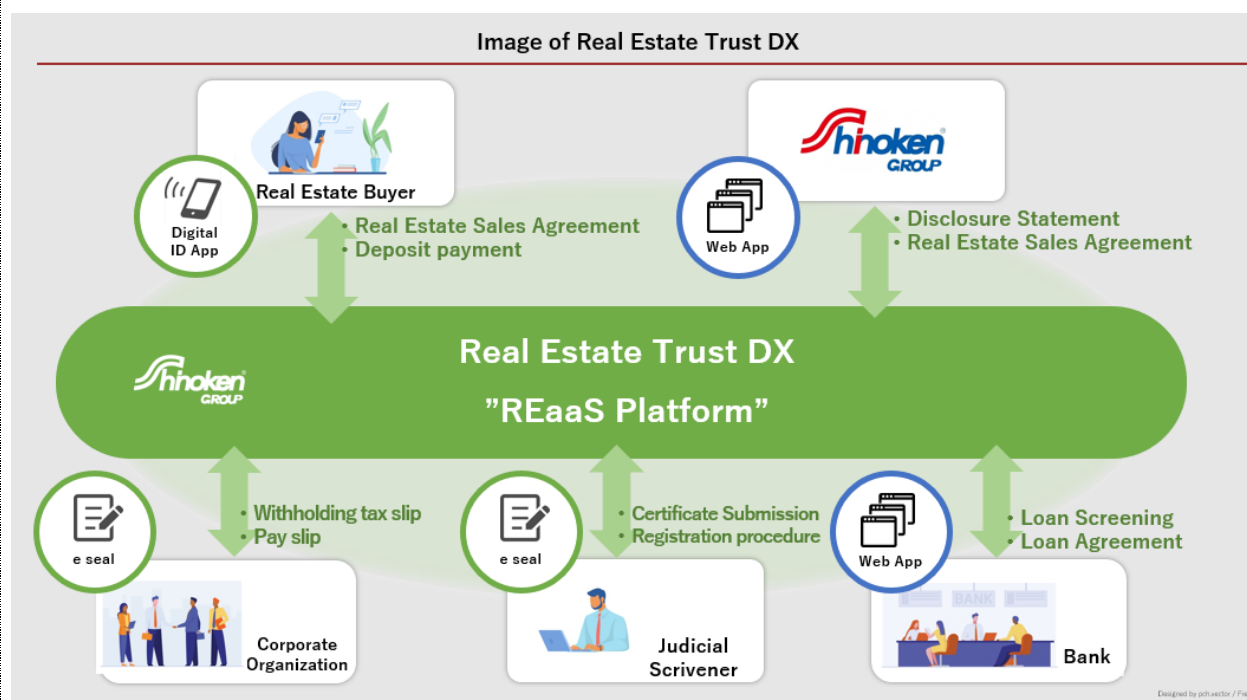 Image of Real Estate Trust DX
Shinoken
GROUP
Real Estate Buyer
Digital
ID App
• Real Estate Sales Agreement
• Deposit payment
Web App
• Disclosure Statement
• Real Estate Sales Agreement
Shinoken
GROUP
Real Estate Trust DX
”REaaS Platform”
e seal
• Withholding tax slip
• Pay slip
Corporate
Organization
e seal
• Certificate Submission
• Registration procedure
Judicial
Scrivener
Web App
• Loan Screening
• Loan Agreement
BANK
Bank
Designed by pch.vector / Fre